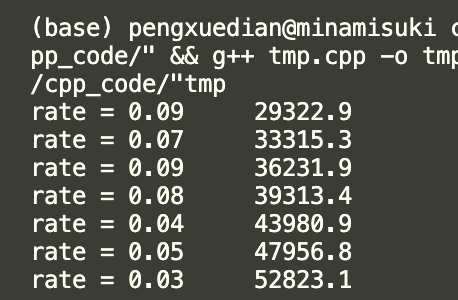 (base) pengxuedian@minamisuki c
pp_code/" && g++ tmp.cpp -o tmp
/cpp_code/"tmp
rate = 0.09 29322.9
rate = 0.07 33315.3
rate = 0.09 36231.9
rate = 0.08 39313.4
rate = 0.04 43980.9
rate = 0.05 47956.8
rate = 0.03 52823.1